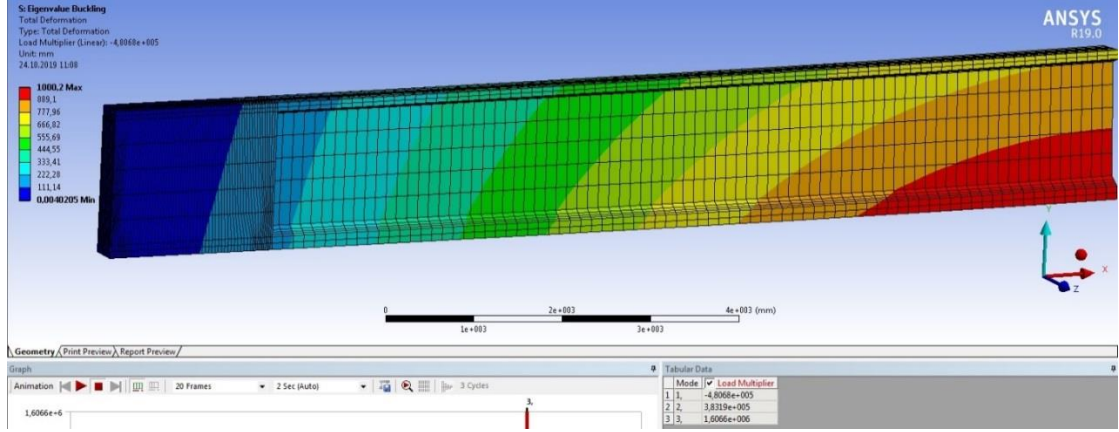 S: Eigenvalue Buckling
Total Deformation
Type: Total Deformation
Load Multiplier (Linear): -4,8068e+005
Unit: mm
24.10.2019 11:08
ANSYS
R19.0
1000,2 Max
889,1
777,96
666,82
555,69
444,55
333,41
222,28
111,14
0,0040205 Min
Y
X
Z
0 2e+003 4e+003 (mm)
1e+003 3e+003
Geometry Print Preview Report Preview
Graph
Animation 20 Frames 2 Sec (Auto) 3 Cycles
3,
1,6066e+6
Tabular Data
Mode Load Multiplier
1 1, -4,8068e+005
2 2, 3,8319e+005
3 3, 1,6066e+006